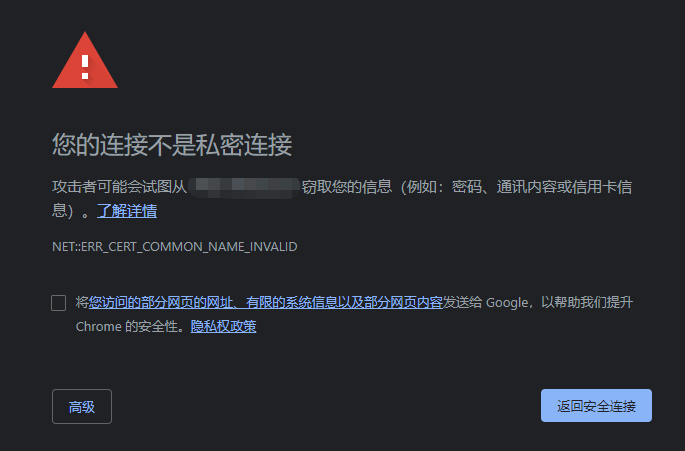 您的连接不是私密连接
攻击者可能会试图从 窃取您的信息（例如：密码、通讯内容或信用卡信
息）。了解详情
NET::ERR_CERT_COMMON_NAME_INVALID
将您访问的部分网页的网址、有限的系统信息以及部分网页内容发送给 Google，以帮助我们提升
Chrome 的安全性。隐私权政策
高级
返回安全连接